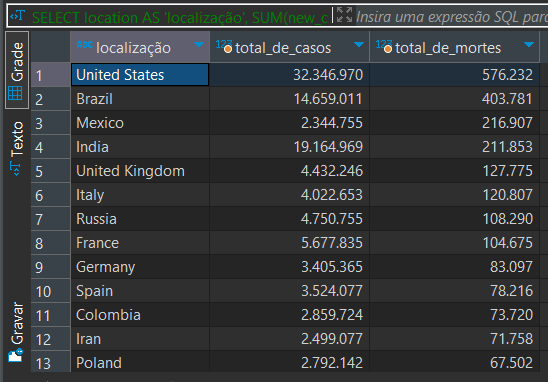 SELECT location AS 'localização', SUM(new_c Insira uma expressão SQL para
Grade
Texto
Gravar
ABC localização 123 total_de_casos 123 total_de_mortes
1 United States 32.346.970 576.232
2 Brazil 14.659.011 403.781
3 Mexico 2.344.755 216.907
4 India 19.164.969 211.853
5 United Kingdom 4.432.246 127.775
6 Italy 4.022.653 120.807
7 Russia 4.750.755 108.290
8 France 5.677.835 104.675
9 Germany 3.405.365 83.097
10 Spain 3.524.077 78.216
11 Colombia 2.859.724 73.720
12 Iran 2.499.077 71.758
13 Poland 2.792.142 67.502